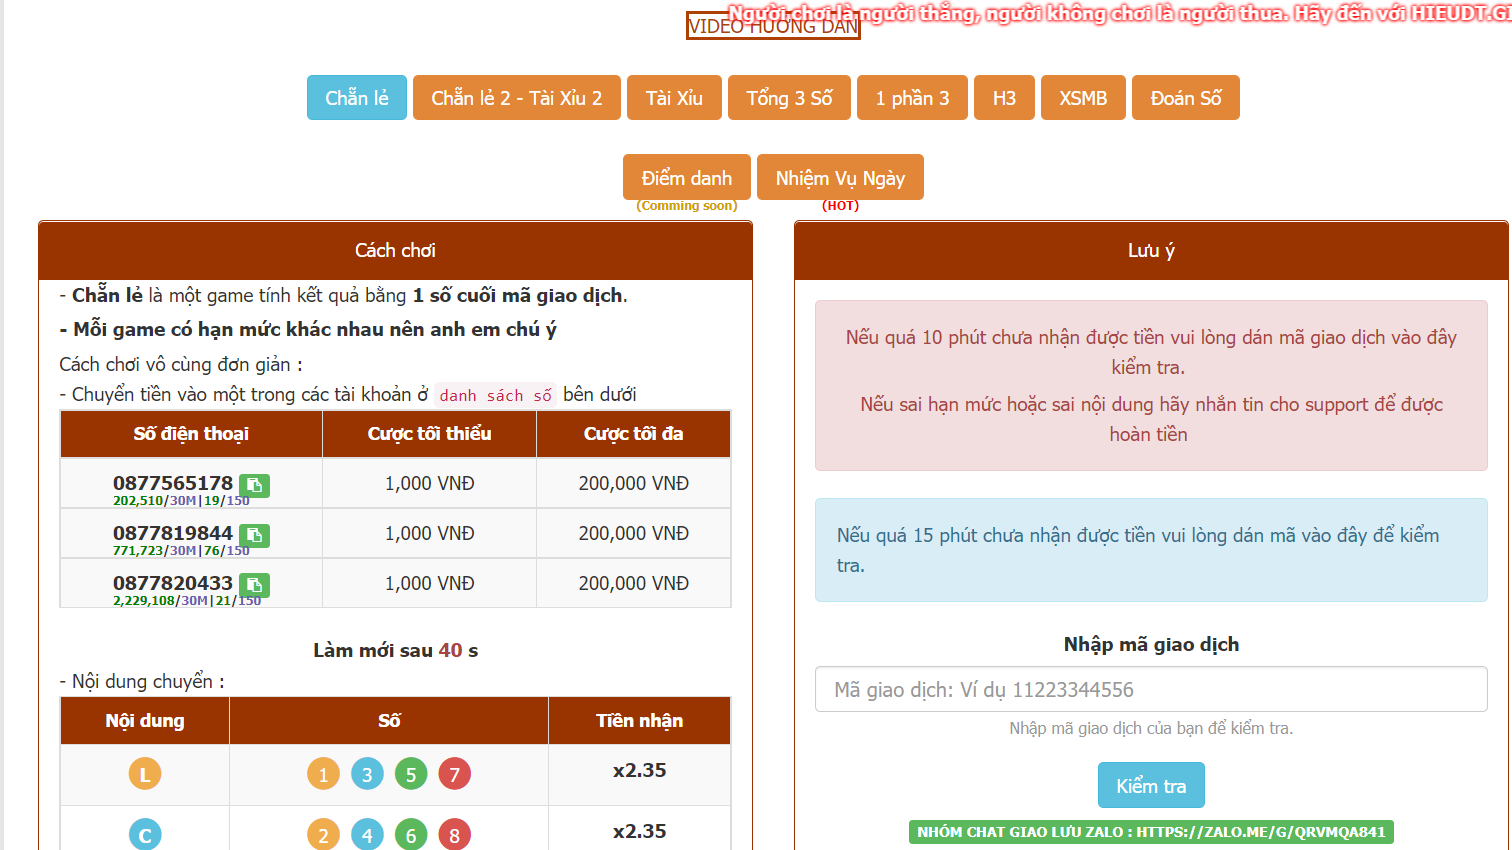 Người chơi là người thắng, người không chơi là người thua. Hãy đến với HIEUDT.
VIDEO HƯỚNG DẪN
Chẵn lẻ
Chẵn lẻ 2 - Tài Xỉu 2
Tài Xỉu
Tổng 3 Số
1 phần 3
H3
XSMB
Đoán Số
Điểm danh
Nhiệm Vụ Ngày
(Comming soon)
(HOT)
Cách chơi
- Chẵn lẻ là một game tính kết quả bằng 1 số cuối mã giao dịch.
- Mỗi game có hạn mức khác nhau nên anh em chú ý
Cách chơi vô cùng đơn giản :
- Chuyển tiền vào một trong các tài khoản ở danh sách số bên dưới
Số điện thoại Cược tối thiểu Cược tối đa
0877565178 1,000 VNĐ 200,000 VNĐ
202,510/30M|19/150
0877819844 1,000 VNĐ 200,000 VNĐ
771,723/30M|76/150
0877820433 1,000 VNĐ 200,000 VNĐ
2,229,108/30M|21/150
Làm mới sau 40 s
- Nội dung chuyển :
Nội dung Số Tiền nhận
L 1 3 5 7 x2.35
C 2 4 6 8 x2.35
Lưu ý
Nếu quá 10 phút chưa nhận được tiền vui lòng dán mã giao dịch vào đây
kiểm tra.
Nếu sai hạn mức hoặc sai nội dung hãy nhắn tin cho support để được
hoàn tiền
Nếu quá 15 phút chưa nhận được tiền vui lòng dán mã vào đây để kiểm
tra.
Nhập mã giao dịch
Mã giao dịch: Ví dụ 11223344556
Nhập mã giao dịch của bạn để kiểm tra.
Kiểm tra
NHÓM CHAT GIAO LƯU ZALO : HTTPS://ZALO.ME/G/QRVMQA841